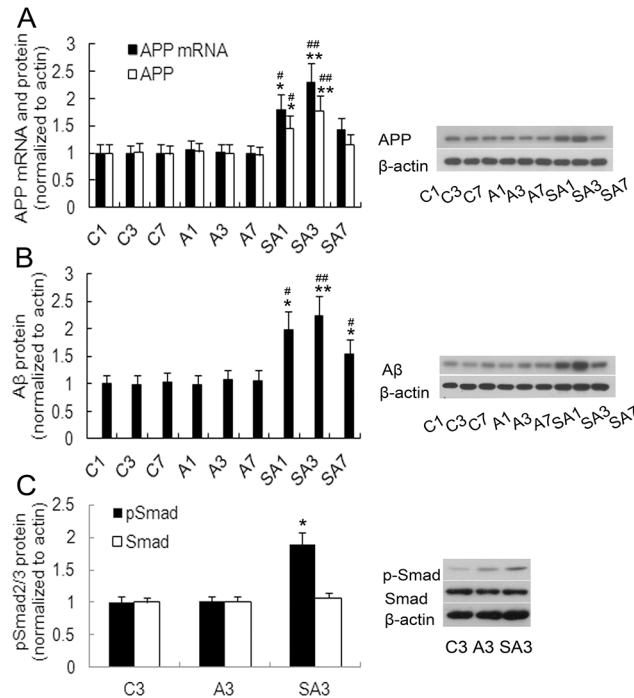 A
APP mRNA and protein
(normalized to actin)
3
2.5
2
1.5
1
0.5
0
APP mRNA
APP
#
*
#
*
##
**
##
**
C1 C3 C7 A1 A3 A7 SA1 SA3 SA7
APP
β-actin
C1 C3 C7 A1 A3 A7 SA1 SA3 SA7
B
Aβ protein
(normalized to actin)
3
2.5
2
1.5
1
0.5
0
#
*
##
**
#
*
C1 C3 C7 A1 A3 A7 SA1 SA3 SA7
Aβ
β-actin
C1 C3 C7 A1 A3 A7 SA1 SA3 SA7
C
pSmad2/3 protein
(normalized to actin)
2.5
2
1.5
1
0.5
0
pSmad
Smad
*
C3 A3 SA3
p-Smad
Smad
β-actin
C3 A3 SA3